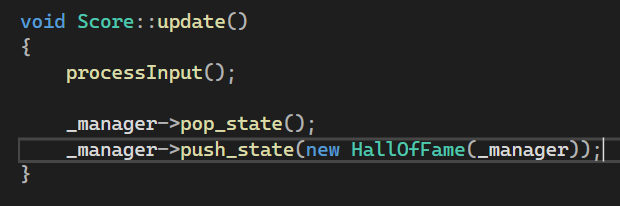 void Score::update()
{
    processInput();
    _manager->pop_state();
    _manager->push_state(new HallOfFame(_manager));
}